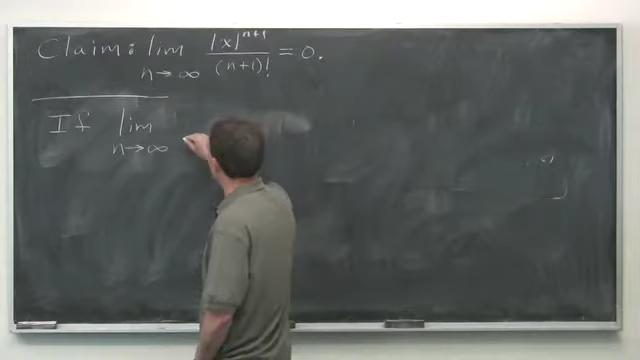 Claim: lim n→∞ |x|^{n+1} / (n+1)! = 0.
If lim n→∞